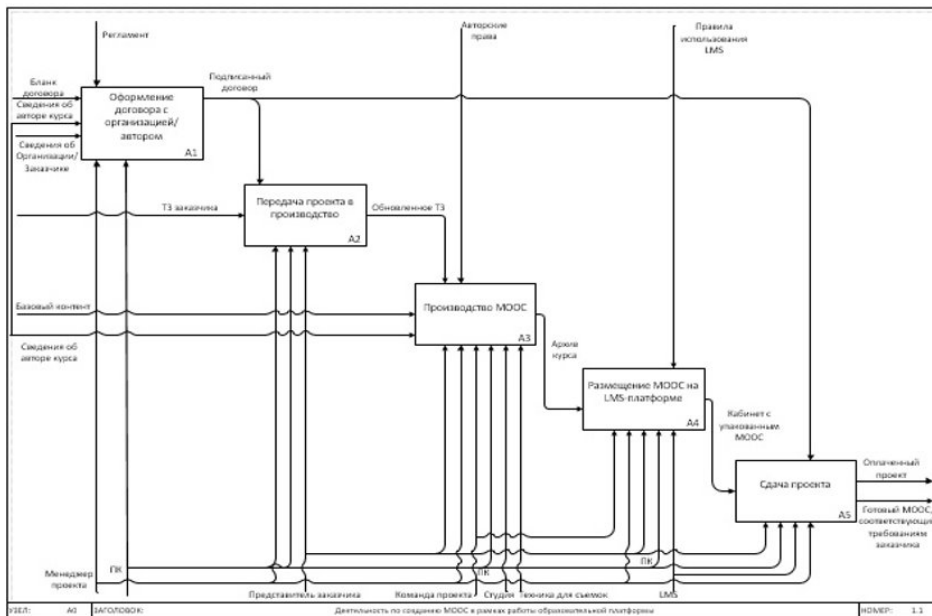 Регламент
Авторские
права
Правила
использования
LMS
Бланк
договора
Сведения об
авторе курса
Сведения об
Организации/
Заказчике
Оформление
договора с
организацией/
автором
A1
Подписанный
договор
ТЗ заказчика
Передача проекта в
производство
A2
Обновленное ТЗ
Базовый контент
Сведения об
авторе курса
Производство МООС
A3
Архив
курса
Размещение МООС на
LMS-платформе
A4
Кабинет с
упакованным
МООС
Сдача проекта
A5
Оплаченный
проект
Готовый МООС,
соответствующий
требованиям
заказчика
Менеджер
проекта
ПК
ПК
ПК
Представитель заказчика
Команда проекта
Студия
Техника для съемок
LMS
УЗЕЛ: A0 ЗАГОЛОВОК: Деятельность по созданию МООС в рамках работы образовательной платформы НОМЕР: 1.1